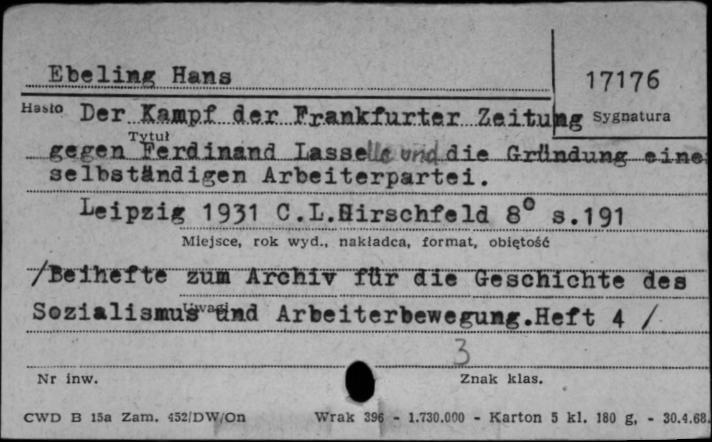 Ebeling Hans
17176
Hasło
Der Kampf der Frankfurter Zeitung
Sygnatura
Tytuł
gegen Ferdinand Lasselle und die Gründung eine
selbständigen Arbeiterpartei.
Leipzig 1931 C.L.Hirschfeld 8° s.191
Miejsce, rok wyd., nakładca, format, objętość
/Beihefte zum Archiv für die Geschichte des
Uwagi
Sozialismus und Arbeiterbewegung.Heft 4 /
3
Nr inw.
Znak klas.
CWD B 15a Zam. 452/DW/On Wrak 396 - 1.730.000 - Karton 5 kl. 180 g. - 30.4.68.